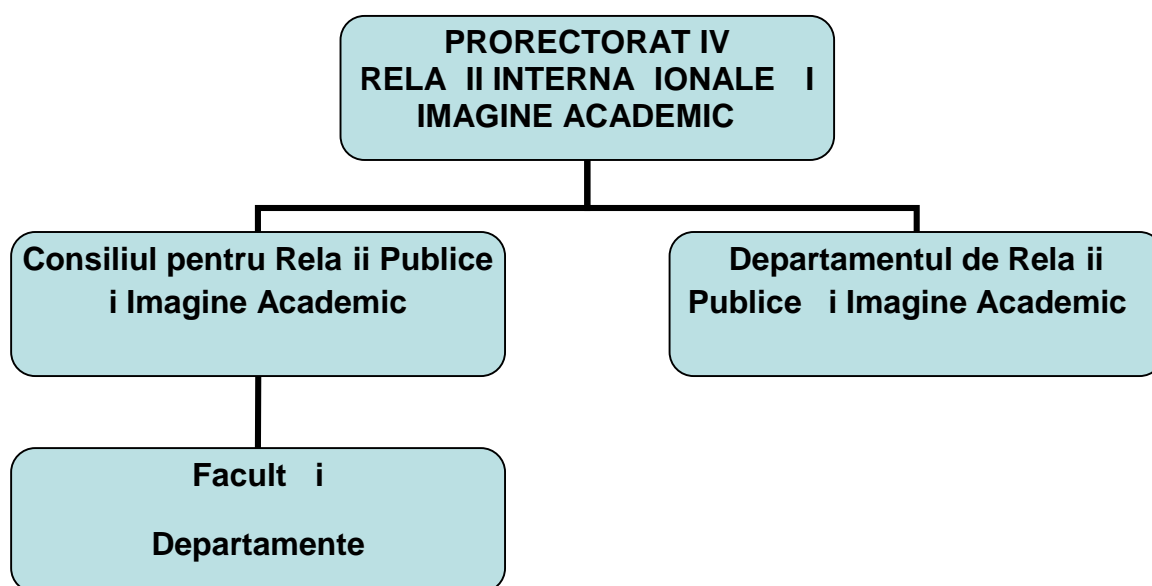 PRORECTORAT IV
RELA II INTERNA IONALE I
IMAGINE ACADEMIC
Consiliul pentru Rela ii Publice
i Imagine Academic
Departamentul de Rela ii
Publice i Imagine Academic
Facult i
Departamente